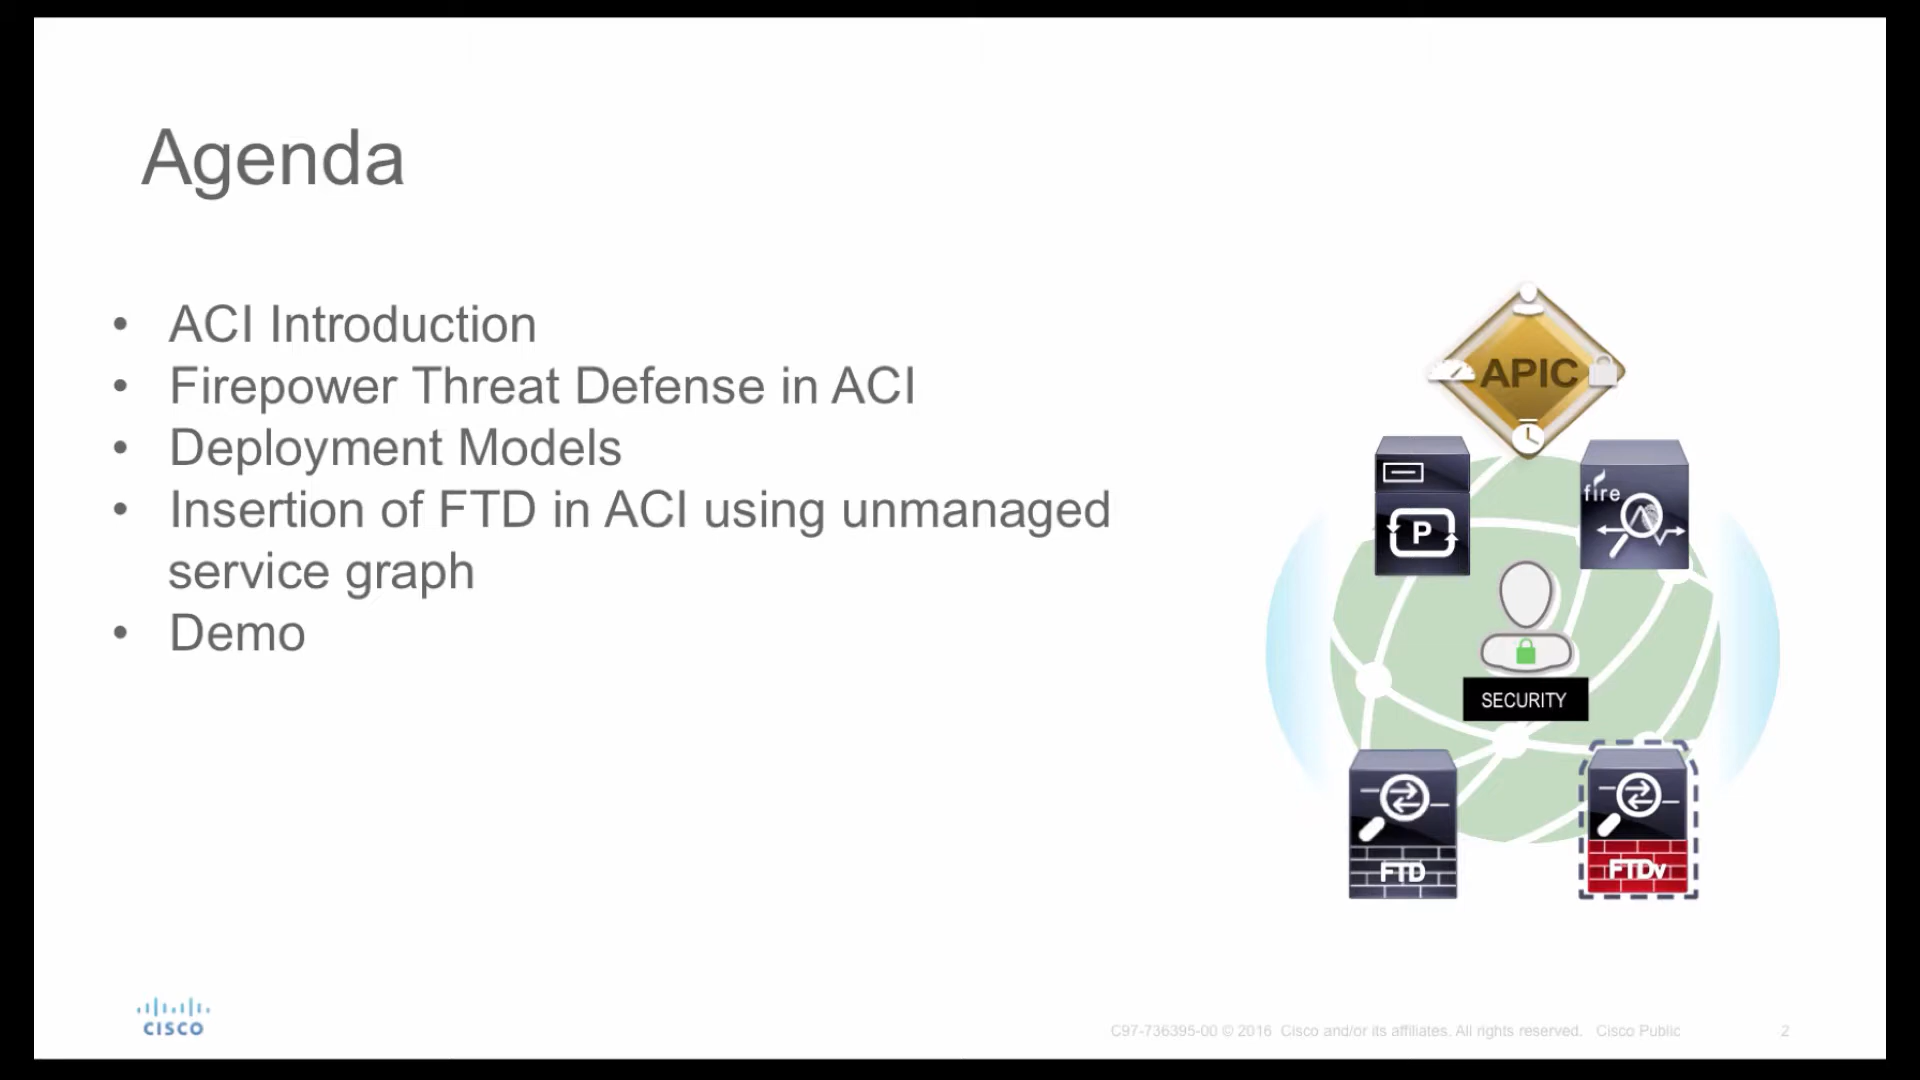 Agenda
• ACI Introduction
• Firepower Threat Defense in ACI
• Deployment Models
• Insertion of FTD in ACI using unmanaged
service graph
• Demo
APIC
P
fire
SECURITY
FTD
FTDv
CISCO
C97-736395-00 © 2016 Cisco and/or its affiliates. All rights reserved. Cisco Public 2